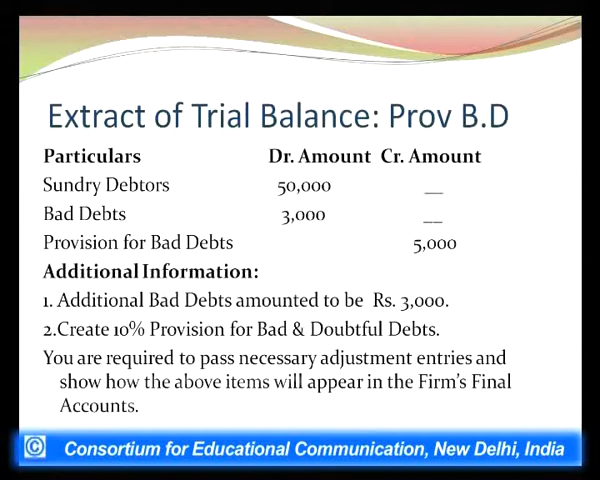 Extract of Trial Balance: Prov B.D
Particulars Dr. Amount Cr. Amount
Sundry Debtors 50,000 __
Bad Debts 3,000 __
Provision for Bad Debts 5,000
Additional Information:
1. Additional Bad Debts amounted to be Rs. 3,000.
2.Create 10% Provision for Bad & Doubtful Debts.
You are required to pass necessary adjustment entries and
show how the above items will appear in the Firm's Final
Accounts.
© Consortium for Educational Communication, New Delhi, India